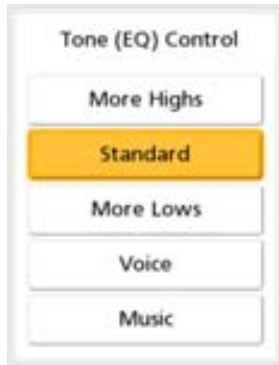 Tone (EQ) Control
More Highs
Standard
More Lows
Voice
Music